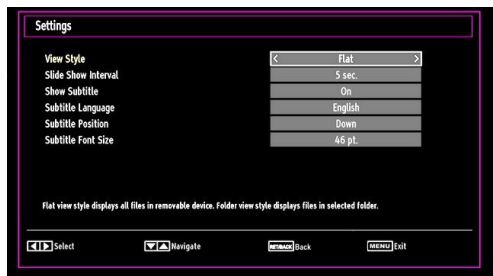 Settings
View Style < Flat >
Slide Show Interval 5 sec.
Show Subtitle On
Subtitle Language English
Subtitle Position Down
Subtitle Font Size 46 pt.
Flat view style displays all files in removable device. Folder view style displays files in selected folder.
Select Navigate RET/BACK Back MENU Exit